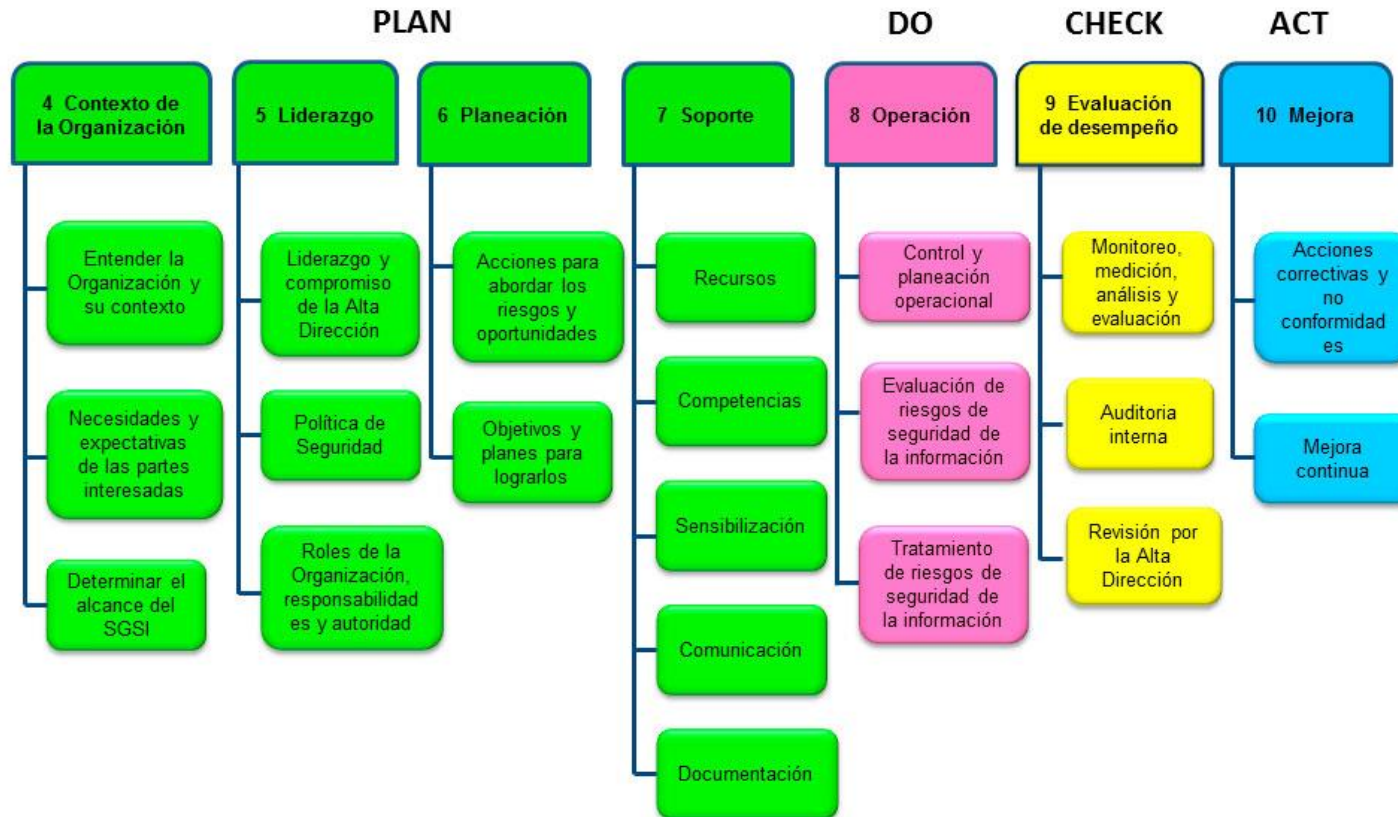 PLAN
DO
CHECK
ACT
4 Contexto de
la Organización
5 Liderazgo
6 Planeación
7 Soporte
8 Operación
9 Evaluación
de desempeño
10 Mejora
Entender la
Organización y
su contexto
Necesidades y
expectativas
de las partes
interesadas
Determinar el
alcance del
SGSI
Liderazgo y
compromiso
de la Alta
Dirección
Política de
Seguridad
Roles de la
Organización,
responsabilidad
es y autoridad
Acciones para
abordar los
riesgos y
oportunidades
Objetivos y
planes para
lograrlos
Recursos
Competencias
Sensibilización
Comunicación
Documentación
Control y
planeación
operacional
Evaluación de
riesgos de
seguridad de
la información
Tratamiento
de riesgos de
seguridad de
la información
Monitoreo,
medición,
análisis y
evaluación
Auditoria
interna
Revisión por
la Alta
Dirección
Acciones
correctivas y
no
conformidad
es
Mejora
continua